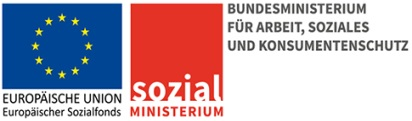 EUROPÄISCHE UNION
Europäischer Sozialfonds
sozial
MINISTERIUM
BUNDESMINISTERIUM
FÜR ARBEIT, SOZIALES
UND KONSUMENTENSCHUTZ